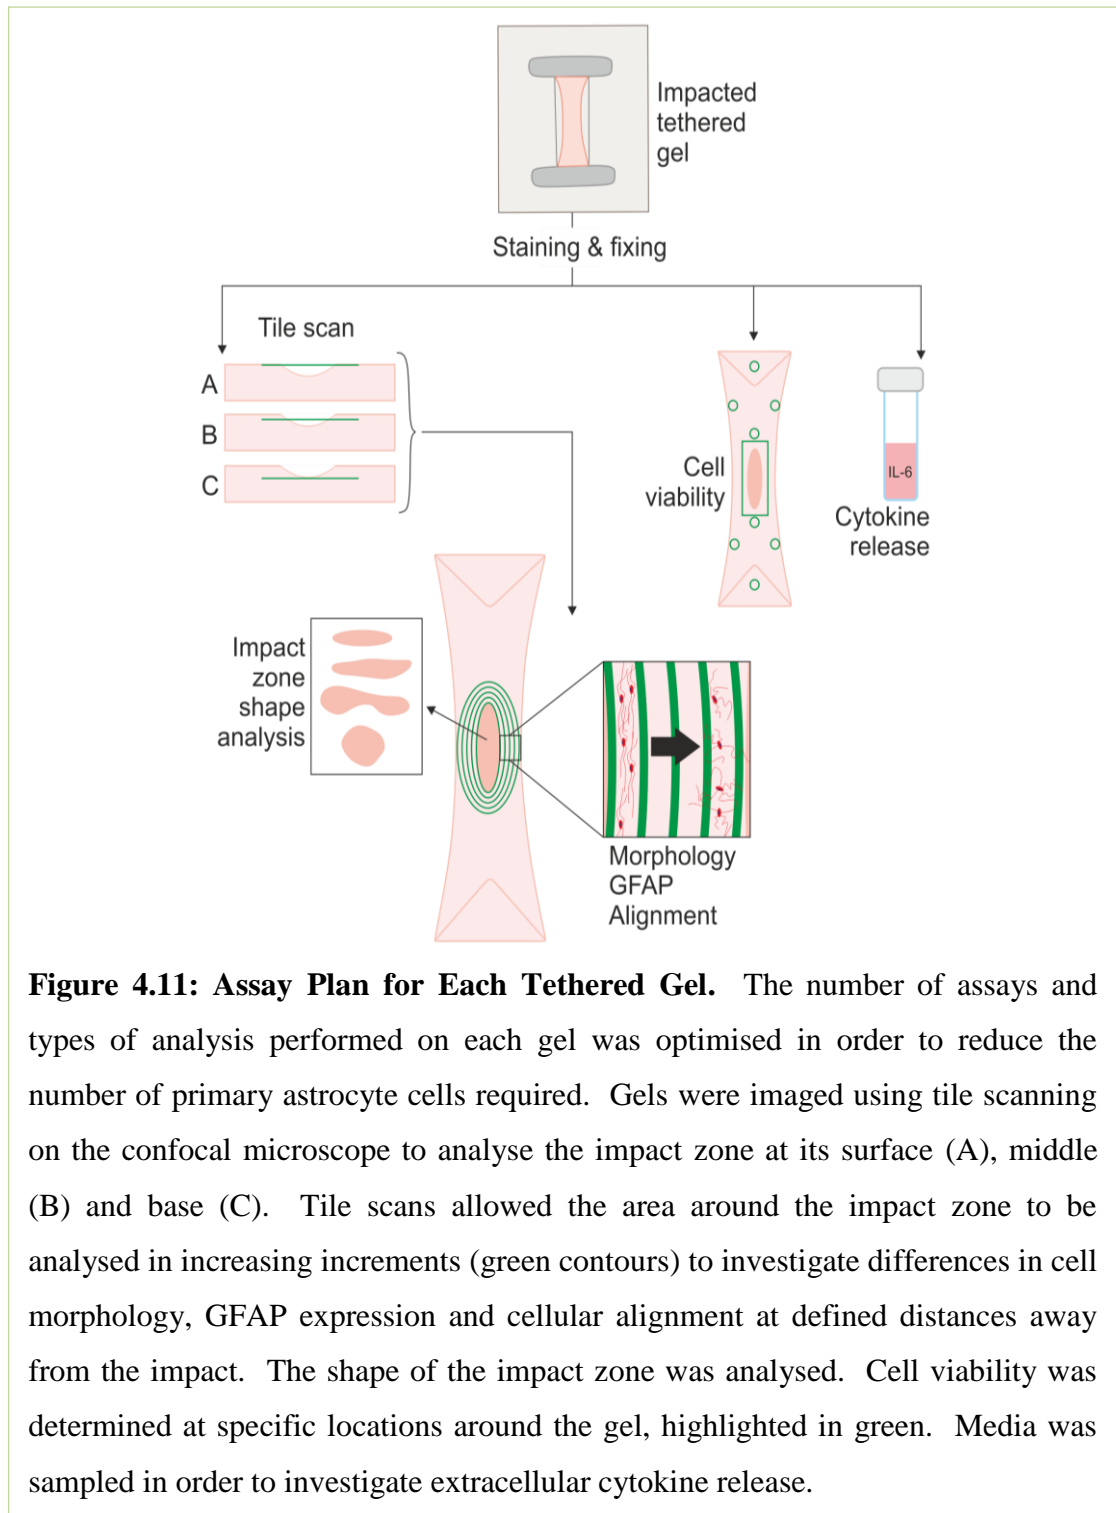 Impacted
tethered
gel
Staining & fixing
Tile scan
A
B
C
Cell
viability
IL-6
Cytokine
release
Impact
zone
shape
analysis
Morphology
GFAP
Alignment
Figure 4.11: Assay Plan for Each Tethered Gel. The number of assays and
types of analysis performed on each gel was optimised in order to reduce the
number of primary astrocyte cells required. Gels were imaged using tile scanning
on the confocal microscope to analyse the impact zone at its surface (A), middle
(B) and base (C). Tile scans allowed the area around the impact zone to be
analysed in increasing increments (green contours) to investigate differences in cell
morphology, GFAP expression and cellular alignment at defined distances away
from the impact. The shape of the impact zone was analysed. Cell viability was
determined at specific locations around the gel, highlighted in green. Media was
sampled in order to investigate extracellular cytokine release.